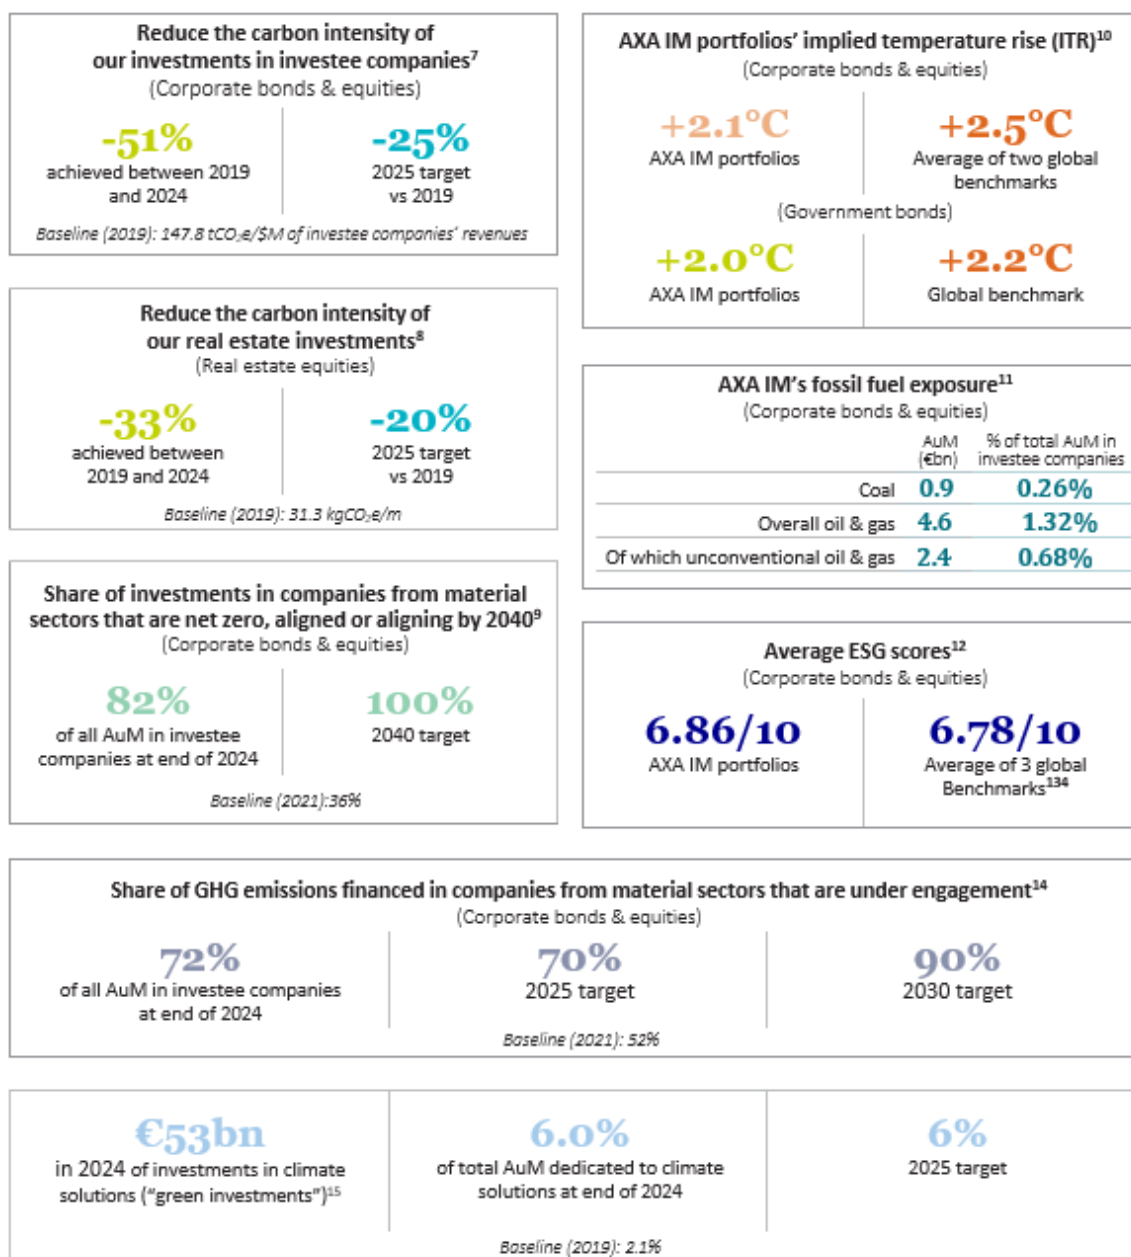 Reduce the carbon intensity of
our investments in investee companies⁷
(Corporate bonds & equities)
-51%
achieved between 2019
and 2024
-25%
2025 target
vs 2019
Baseline (2019): 147.8 tCO₂e/$M of investee companies' revenues
Reduce the carbon intensity of
our real estate investments⁸
(Real estate equities)
-33%
achieved between
2019 and 2024
-20%
2025 target
vs 2019
Baseline (2019): 31.3 kgCO₂e/m
Share of investments in companies from material
sectors that are net zero, aligned or aligning by 2040⁹
(Corporate bonds & equities)
82%
of all AuM in investee
companies at end of 2024
100%
2040 target
Baseline (2021):36%
AXA IM portfolios' implied temperature rise (ITR)¹⁰
(Corporate bonds & equities)
+2.1°C
AXA IM portfolios
+2.5°C
Average of two global
benchmarks
(Government bonds)
+2.0°C
AXA IM portfolios
+2.2°C
Global benchmark
AXA IM's fossil fuel exposure¹¹
(Corporate bonds & equities)
AuM % of total AuM in
(€bn) investee companies
Coal 0.9 0.26%
Overall oil & gas 4.6 1.32%
Of which unconventional oil & gas 2.4 0.68%
Average ESG scores¹²
(Corporate bonds & equities)
6.86/10
AXA IM portfolios
6.78/10
Average of 3 global
Benchmarks¹³⁴
Share of GHG emissions financed in companies from material sectors that are under engagement¹⁴
(Corporate bonds & equities)
72%
of all AuM in investee companies
at end of 2024
70%
2025 target
90%
2030 target
Baseline (2021): 52%
€53bn
in 2024 of investments in climate
solutions ("green investments")¹⁵
6.0%
of total AuM dedicated to climate
solutions at end of 2024
6%
2025 target
Baseline (2019): 2.1%